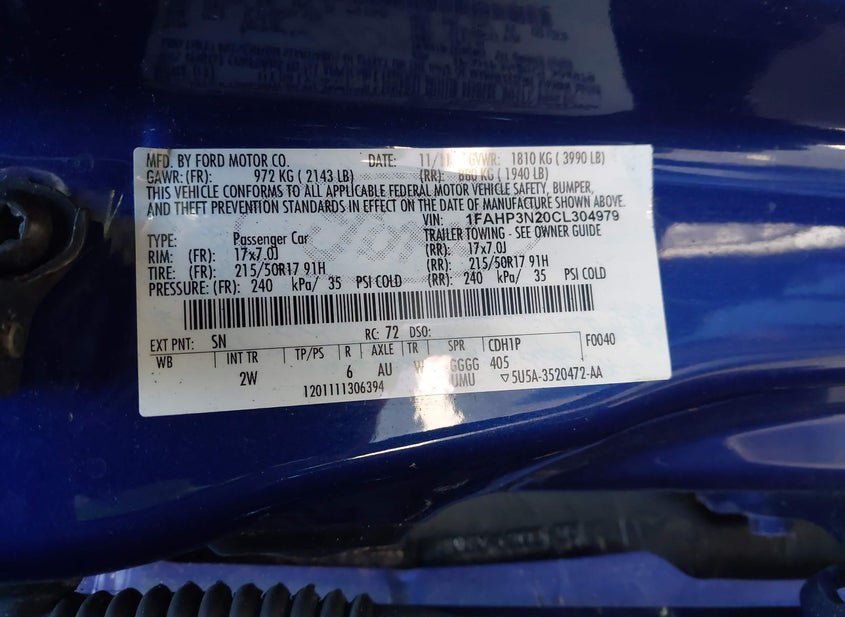 MFD. BY FORD MOTOR CO. DATE: 11/11 GVWR: 1810 KG ( 3990 LB)
GAWR: (FR): 972 KG ( 2143 LB) (RR): 880 KG ( 1940 LB)
THIS VEHICLE CONFORMS TO ALL APPLICABLE FEDERAL MOTOR VEHICLE SAFETY, BUMPER,
AND THEFT PREVENTION STANDARDS IN EFFECT ON THE DATE OF MANUFACTURE SHOWN ABOVE.
VIN: 1FAHP3N20CL304979
TYPE: Passenger Car TRAILER TOWING - SEE OWNER GUIDE
RIM: (FR): 17x7.0J (RR): 17x7.0J
TIRE: (FR): 215/50R17 91H (RR): 215/50R17 91H
PRESSURE: (FR): 240 kPa/ 35 PSI COLD (RR): 240 kPa/ 35 PSI COLD
EXT PNT: SN RC: 72 DSO: F0040
WB INT TR TP/PS R AXLE TR SPR CDH1P
2W 6 AU W GGGG 405
1201111306394 UMU ▽5U5A-3520472-AA